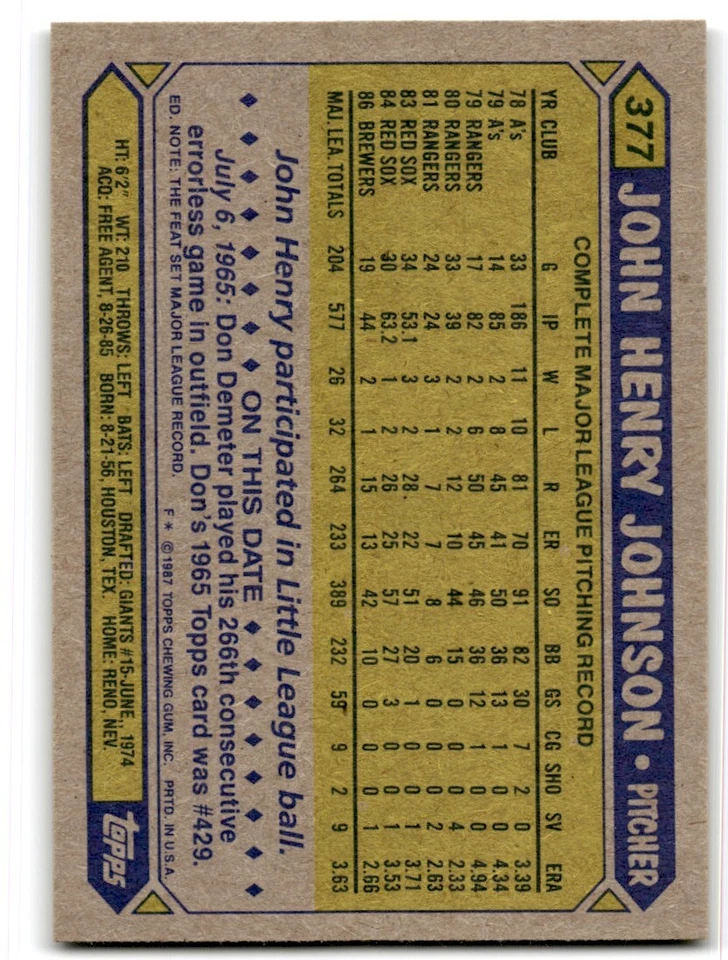 377 JOHN HENRY JOHNSON • PITCHER
COMPLETE MAJOR LEAGUE PITCHING RECORD
YR CLUB G IP W L R ER SO BB GS CG SHO SV ERA
78 A's 33 186 11 10 81 70 91 82 30 7 2 0 3.39
79 A's 14 85 2 8 45 41 50 36 13 1 0 0 4.34
79 RANGERS 17 82 2 6 50 45 46 36 12 1 0 0 4.94
80 RANGERS 33 39 2 2 12 10 44 15 0 0 0 4 2.33
81 RANGERS 24 24 3 1 7 7 8 6 0 0 0 2 2.63
83 RED SOX 34 53.1 3 2 28 22 51 20 1 0 0 1 3.71
84 RED SOX 30 63.2 1 2 26 25 57 27 3 0 0 1 3.53
86 BREWERS 19 44 2 1 15 13 42 10 0 0 0 1 2.66
MAJ. LEA. TOTALS 204 577 26 32 264 233 389 232 59 9 2 9 3.63
John Henry participated in Little League ball.
◆ ◆ ◆ ◆ ◆ ◆ ◆ ◆ ON THIS DATE ◆ ◆ ◆ ◆ ◆ ◆ ◆ ◆
July 6, 1965: Don Demeter played his 266th consecutive
errorless game in outfield. Don's 1965 Topps card was #429.
ED. NOTE: THE FEAT SET MAJOR LEAGUE RECORD. F * ©1987 TOPPS CHEWING GUM, INC. PRTD. IN U.S.A.
HT: 6'2" WT: 210 THROWS: LEFT BATS: LEFT DRAFTED: GIANTS #15-JUNE,, 1974
ACQ: FREE AGENT, 8-26-85 BORN: 8-21-56, HOUSTON, TEX. HOME: RENO, NEV.
TOPPS